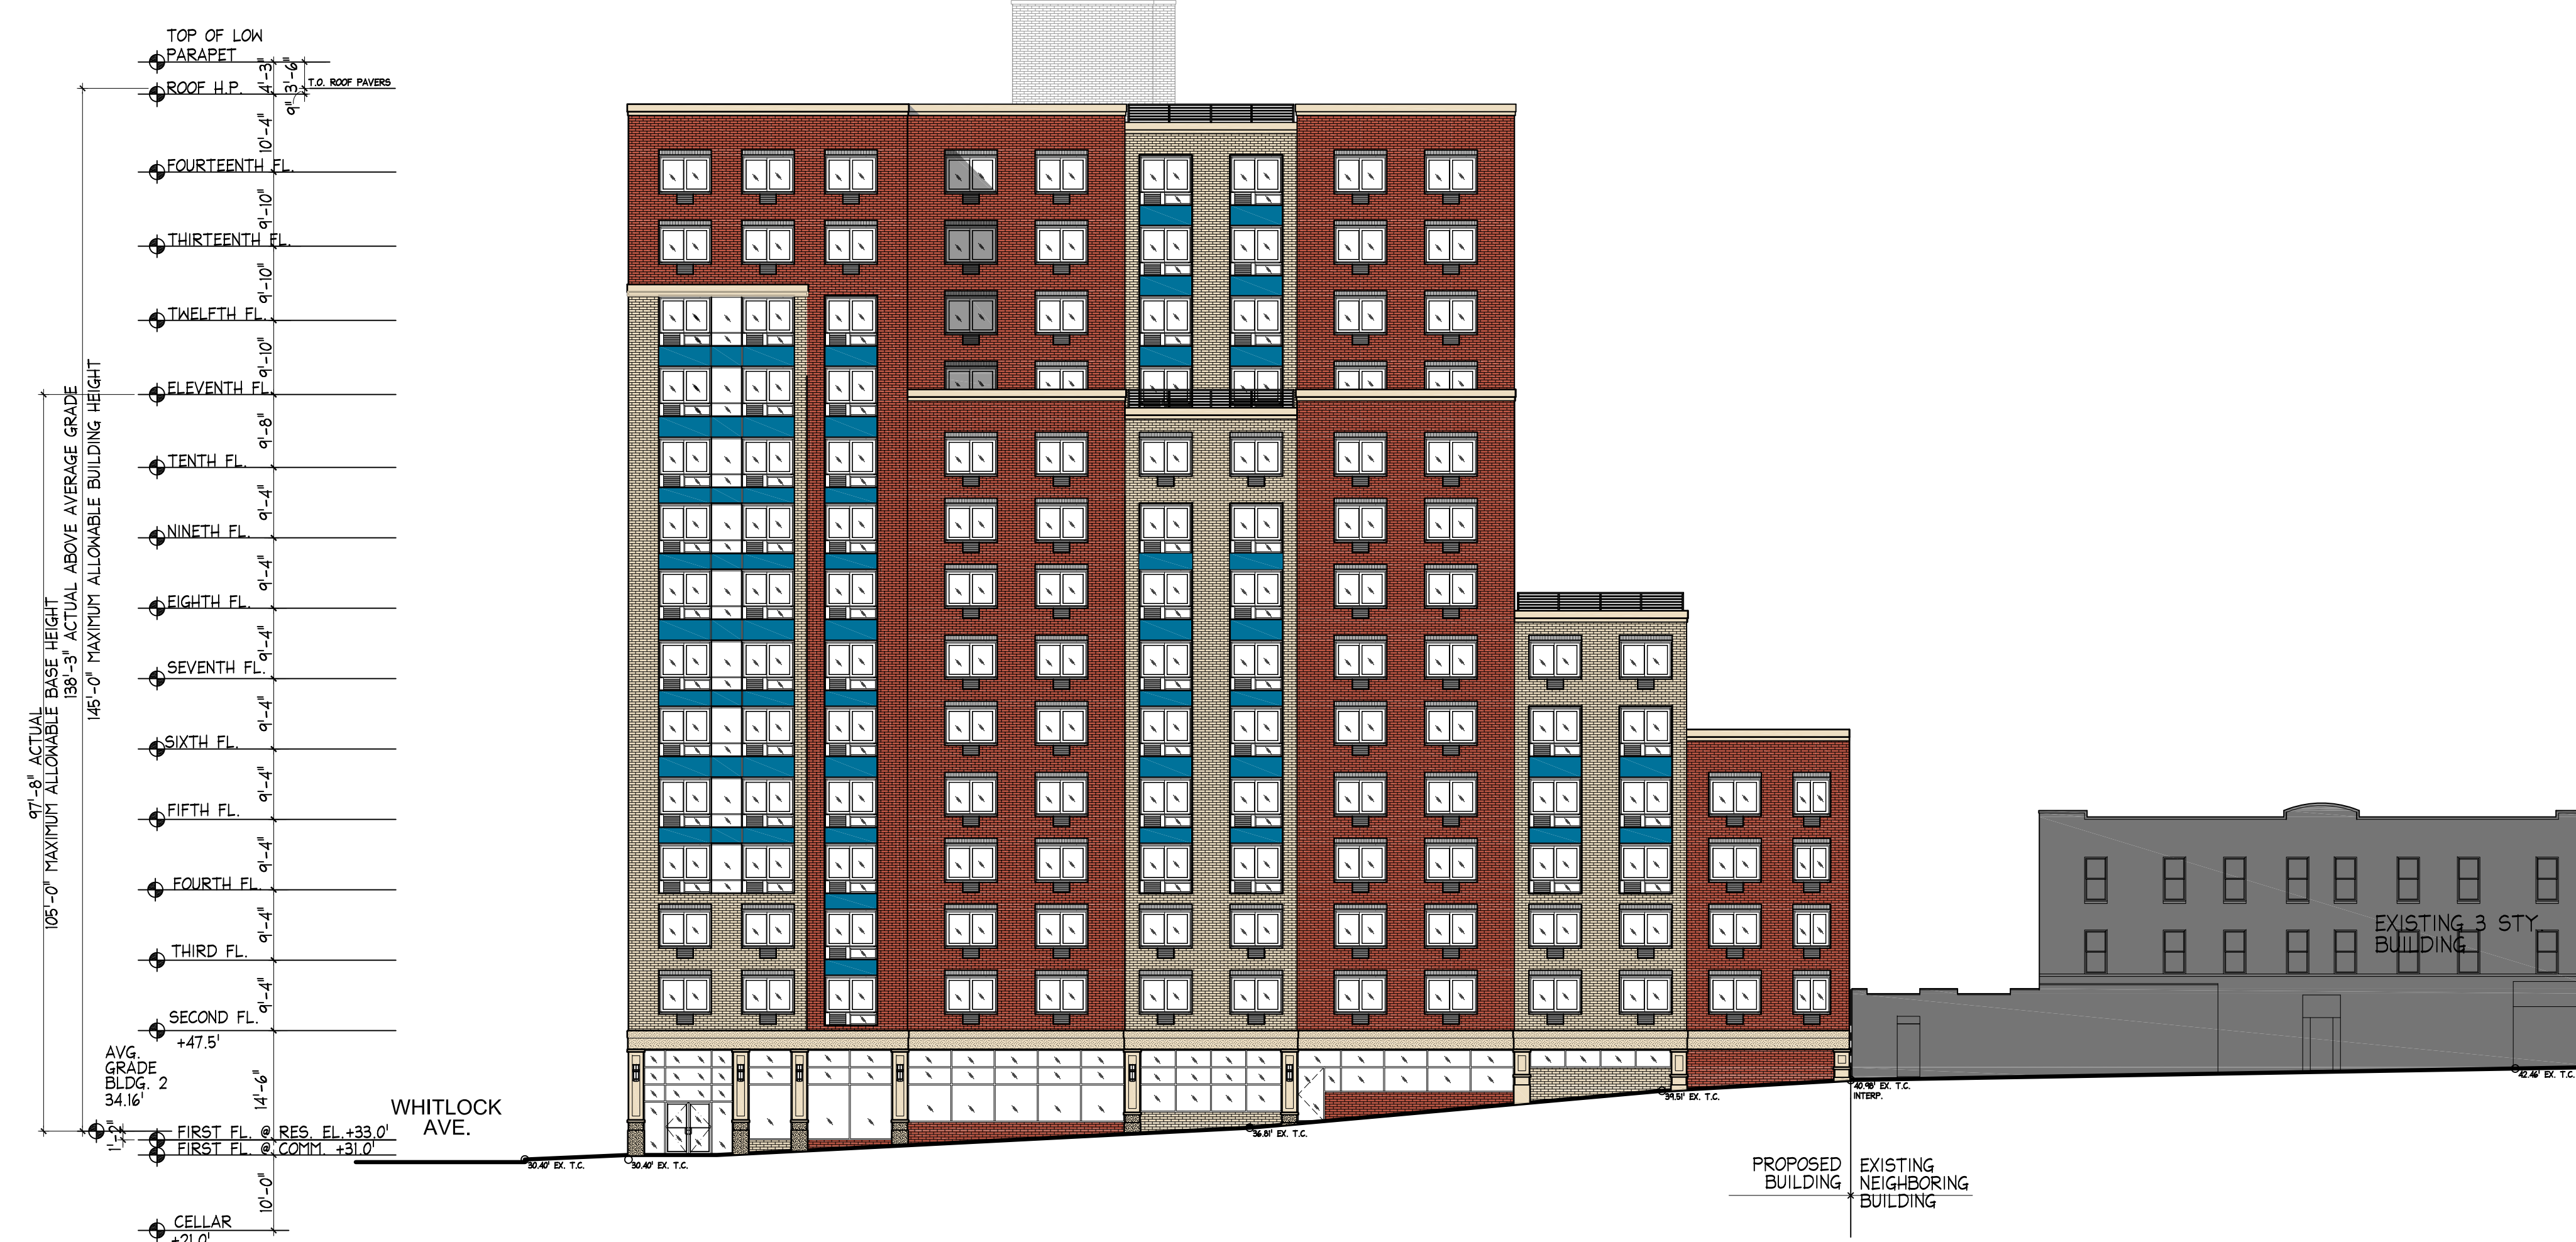 TOP OF LOW
PARAPET
4'-3"
3'-6"
T.O. ROOF PAVERS
ROOF H.P.
9"
10'-4"
FOURTEENTH FL.
9'-10"
THIRTEENTH FL.
9'-10"
TWELFTH FL.
9'-10"
ELEVENTH FL.
9'-8"
TENTH FL.
9'-4"
NINETH FL.
9'-4"
EIGHTH FL.
9'-4"
SEVENTH FL.
9'-4"
SIXTH FL.
9'-4"
FIFTH FL.
9'-4"
FOURTH FL.
9'-4"
THIRD FL.
9'-4"
SECOND FL.
+47.5'
14'-6"
97'-8" ACTUAL
105'-0" MAXIMUM ALLOWABLE BASE HEIGHT
138'-3" ACTUAL ABOVE AVERAGE GRADE
145'-0" MAXIMUM ALLOWABLE BUILDING HEIGHT
AVG.
GRADE
BLDG. 2
34.16'
1'-2"
FIRST FL. @ RES. EL.+33.0'
FIRST FL. @ COMM. +31.0'
10'-0"
CELLAR
+21.0'
WHITLOCK
AVE.
30.40' EX. T.C.
30.40' EX. T.C.
36.81' EX. T.C.
39.51' EX. T.C.
40.98' EX. T.C.
INTERP.
42.46' EX. T.C.
EXISTING 3 STY.
BUILDING
PROPOSED
BUILDING
EXISTING
NEIGHBORING
BUILDING